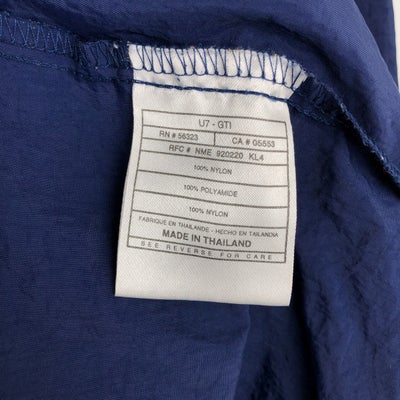 U7 - GTI
RN # 56323 CA # 05553
RFC # NME 920220 KL4
100% NYLON
100% POLYAMIDE
100% NYLON
FABRIQUE EN THAILANDE - HECHO EN TAILANDIA
MADE IN THAILAND
SEE REVERSE FOR CARE